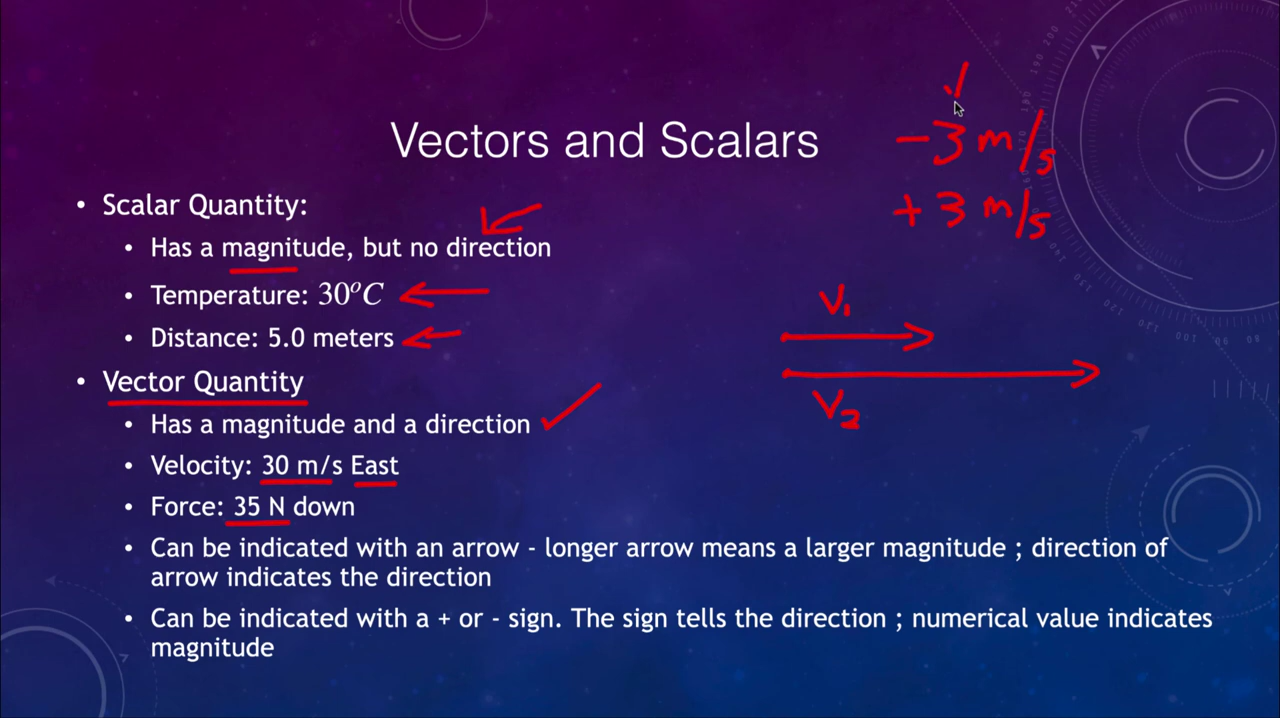 Vectors and Scalars
- 3 m/s
+ 3 m/s
• Scalar Quantity:
• Has a magnitude, but no direction
• Temperature: 30°C
• Distance: 5.0 meters
V₁
V₂
• Vector Quantity
• Has a magnitude and a direction
• Velocity: 30 m/s East
• Force: 35 N down
• Can be indicated with an arrow - longer arrow means a larger magnitude ; direction of
arrow indicates the direction
• Can be indicated with a + or - sign. The sign tells the direction ; numerical value indicates
magnitude